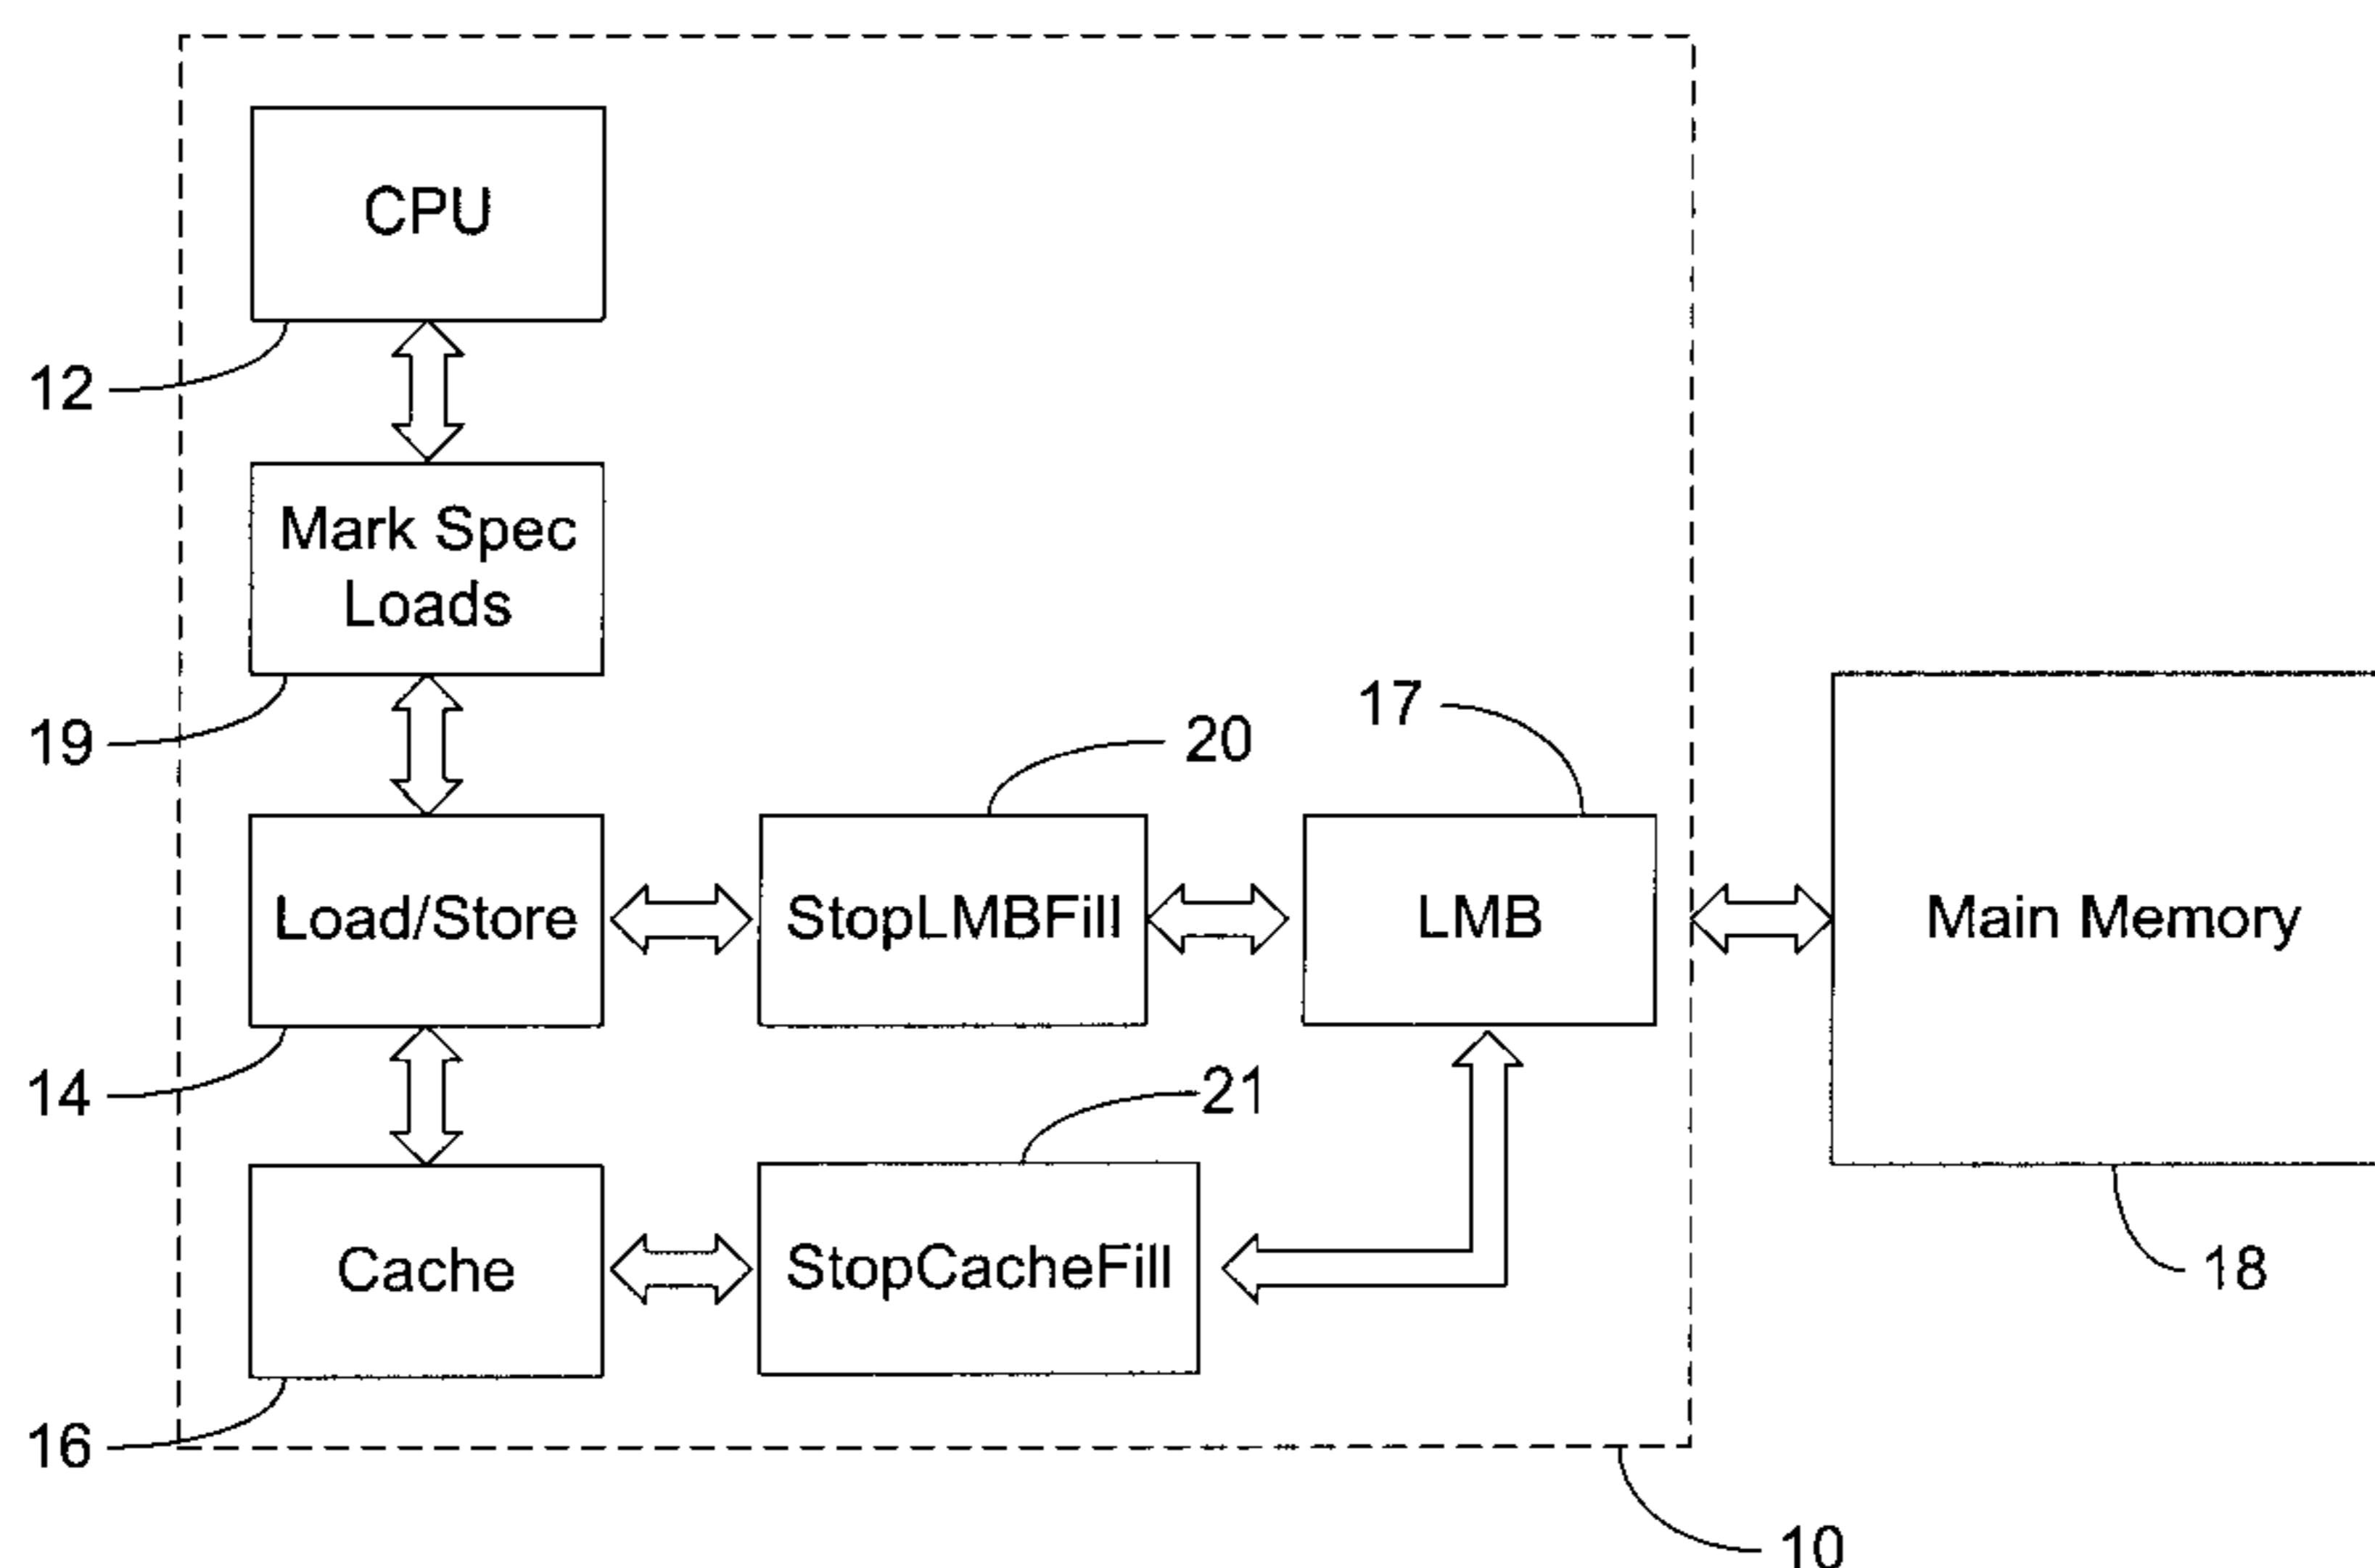 CPU
12
Mark Spec
Loads
19
20
17
Load/Store
StopLMBFill
LMB
Main Memory
14
21
Cache
StopCacheFill
18
16
10